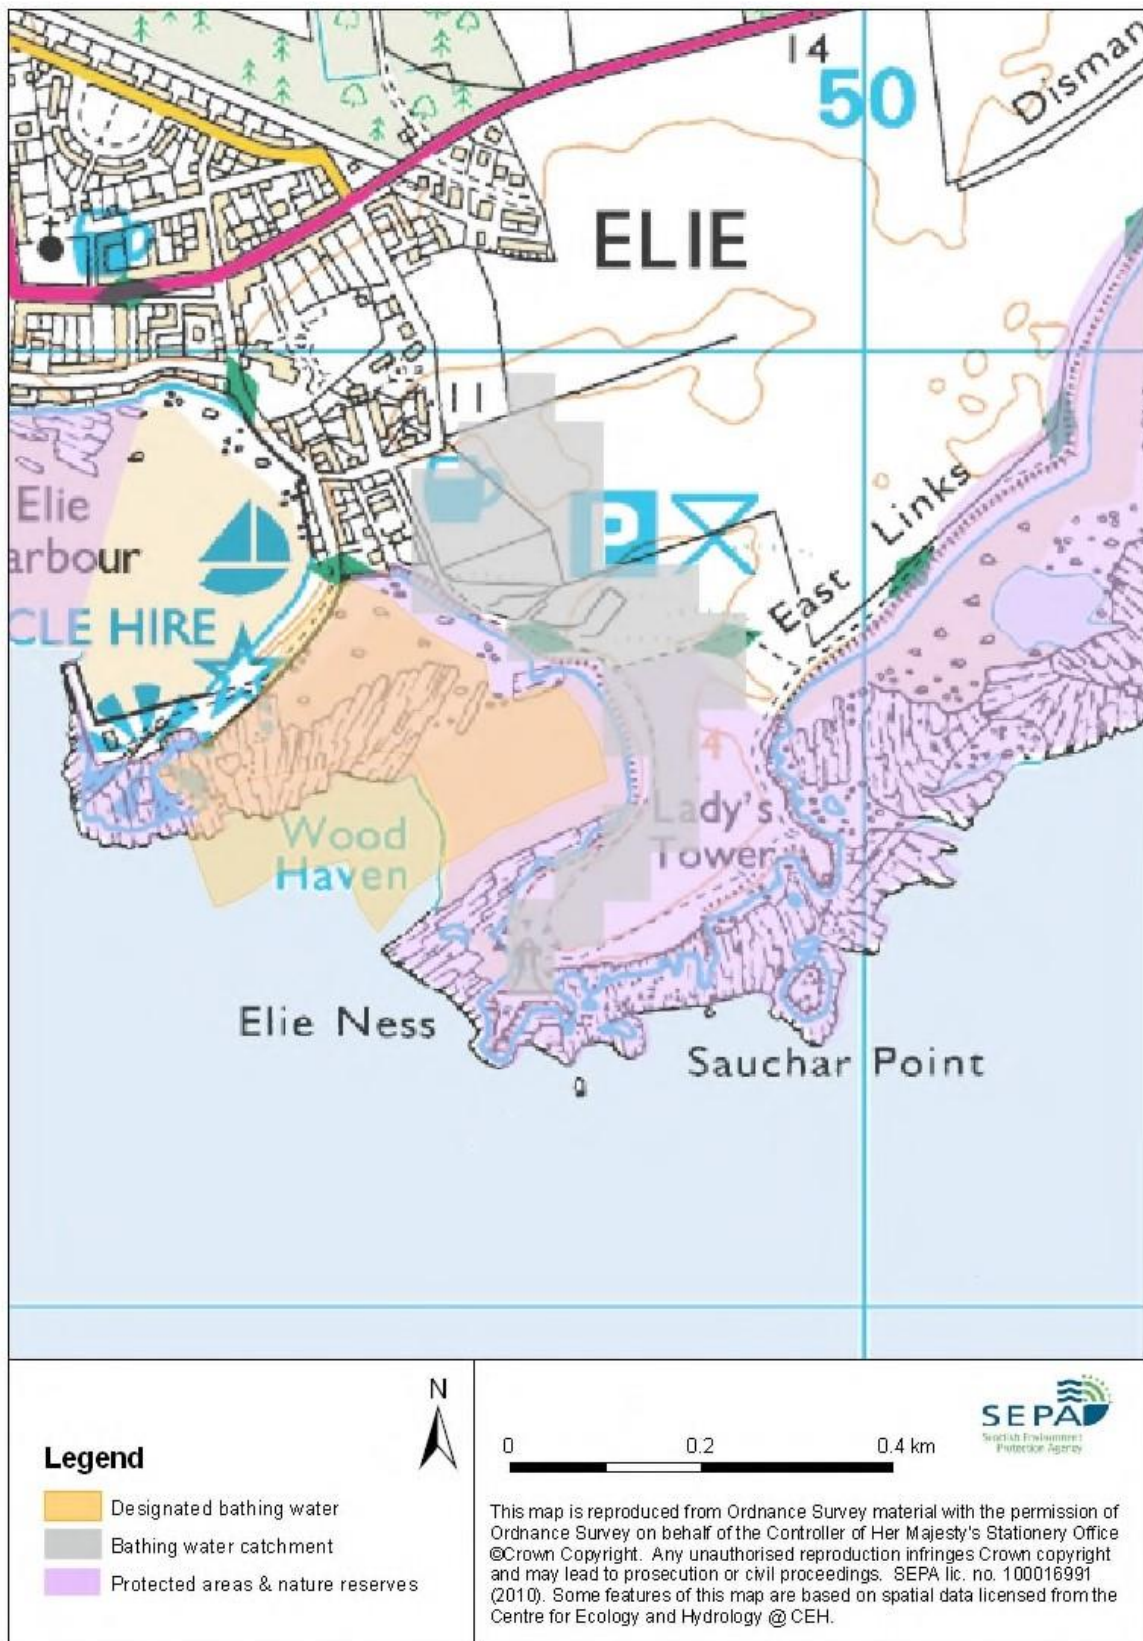 14
50
Disman
ELIE
11
Elie
arbour
CLE HIRE
P
Links
East
4
Lady's
Tower
Wood
Haven
Elie Ness
Sauchar Point
Legend
N
Designated bathing water
Bathing water catchment
Protected areas & nature reserves
0 0.2 0.4 km
SEPA
Scottish Environment
Protection Agency
This map is reproduced from Ordnance Survey material with the permission of
Ordnance Survey on behalf of the Controller of Her Majesty's Stationery Office
©Crown Copyright. Any unauthorised reproduction infringes Crown copyright
and may lead to prosecution or civil proceedings. SEPA lic. no. 100016991
(2010). Some features of this map are based on spatial data licensed from the
Centre for Ecology and Hydrology @ CEH.